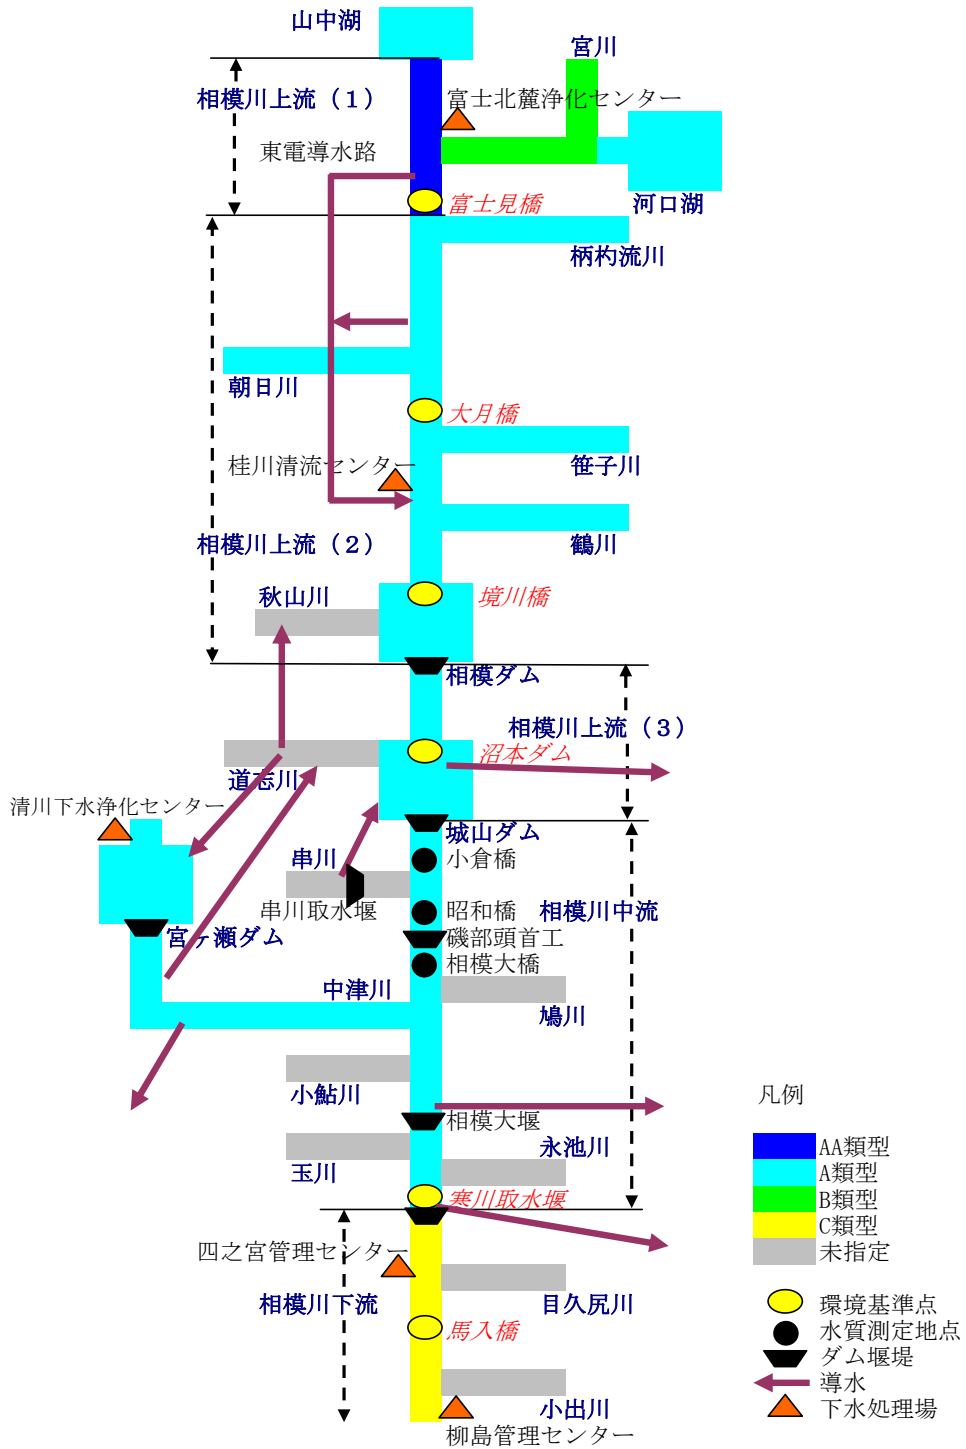 山中湖
宮川
相模川上流（１）
富士北麓浄化センター
東電導水路
富士見橋
河口湖
柄杓流川
朝日川
大月橋
桂川清流センター
笹子川
相模川上流（２）
鶴川
秋山川
境川橋
相模ダム
相模川上流（３）
沼本ダム
道志川
清川下水浄化センター
城山ダム
串川
小倉橋
串川取水堰
昭和橋
相模川中流
宮ヶ瀬ダム
磯部頭首工
相模大橋
中津川
鳩川
小鮎川
凡例
相模大堰
永池川
AA類型
玉川
A類型
寒川取水堰
B類型
C類型
四之宮管理センター
未指定
相模川下流
目久尻川
環境基準点
馬入橋
水質測定地点
ダム堰堤
導水
小出川
下水処理場
柳島管理センター